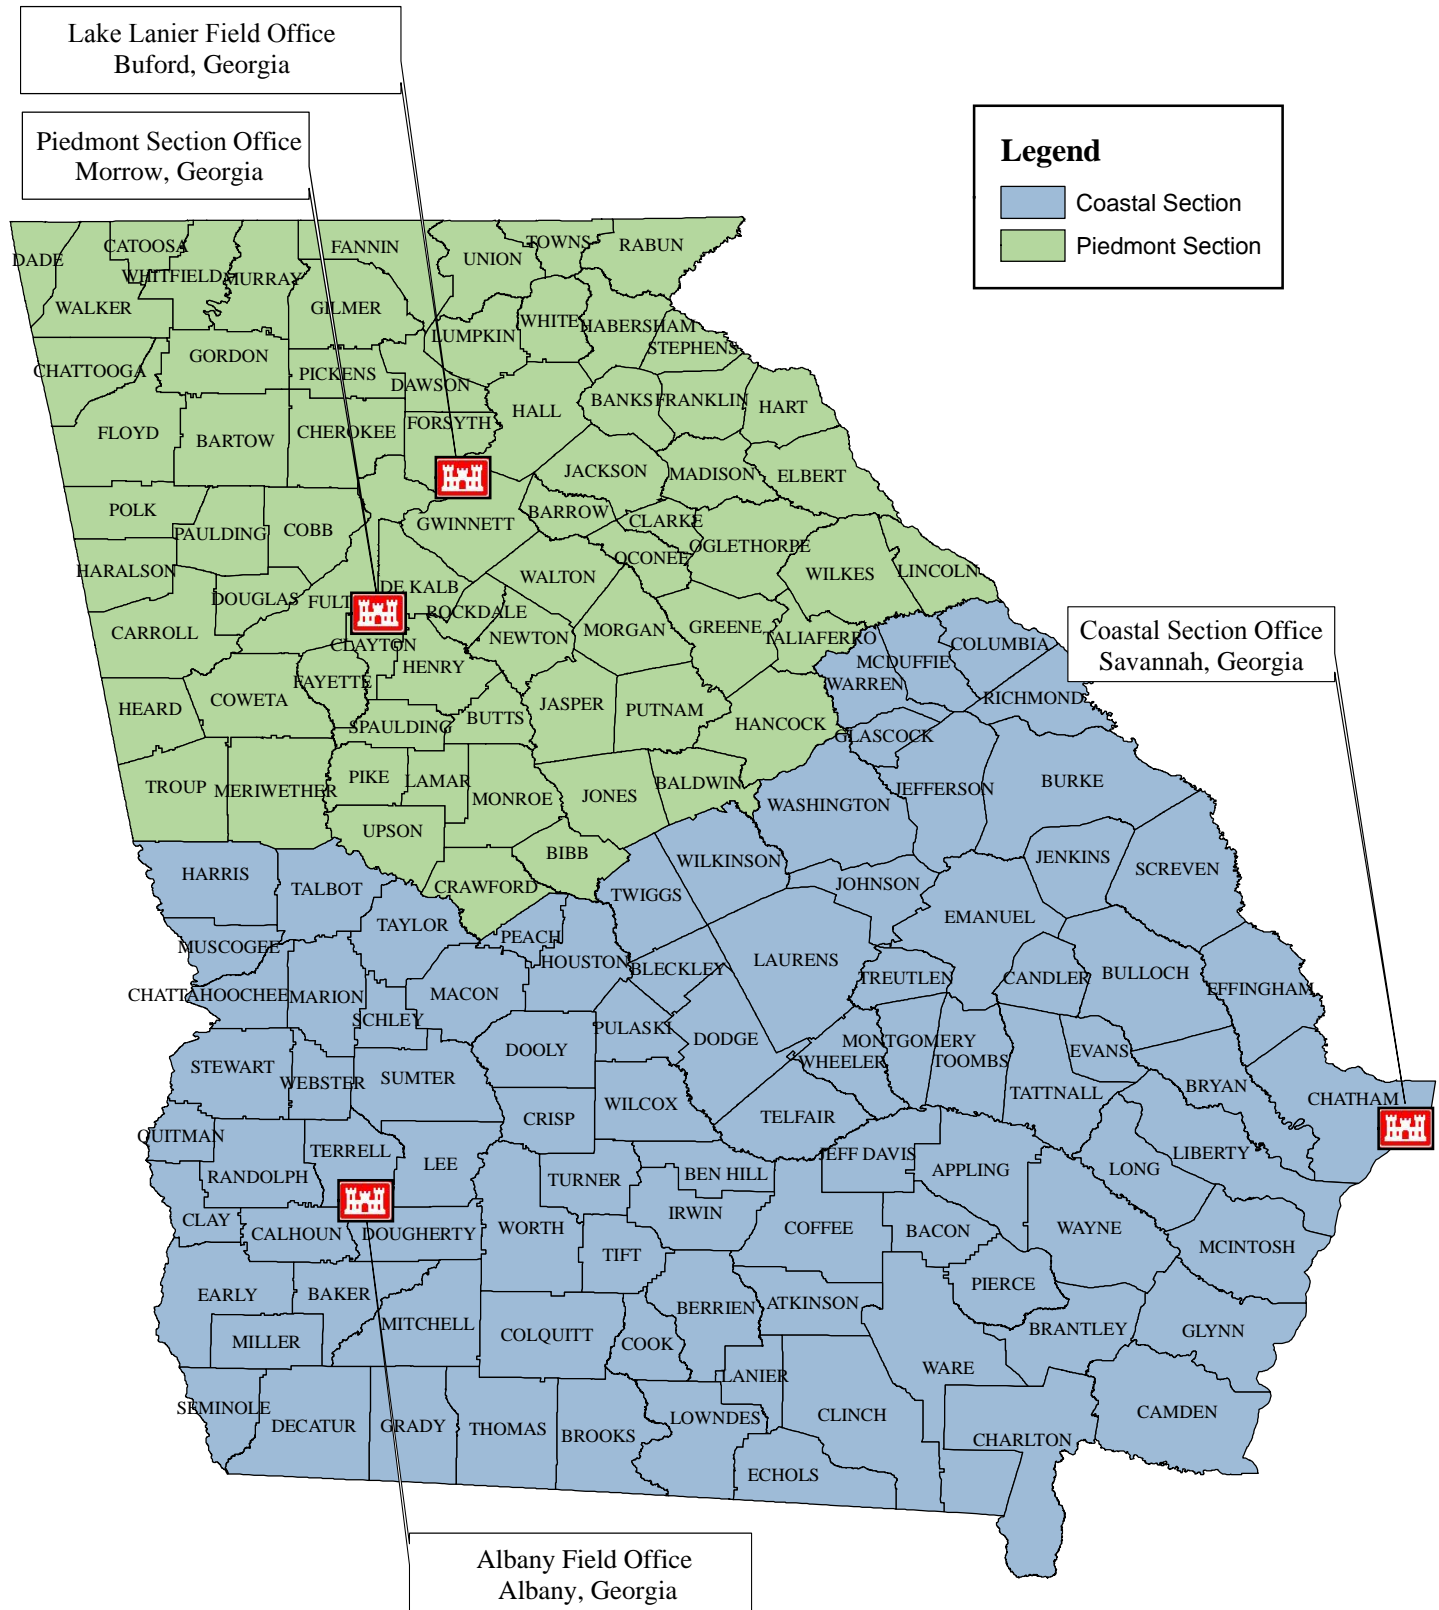 Lake Lanier Field Office
Buford, Georgia
Piedmont Section Office
Morrow, Georgia
Legend
Coastal Section
Piedmont Section
Coastal Section Office
Savannah, Georgia
DADE
CATOOSA
WHITFIELD
MURRAY
FANNIN
UNION
TOWNS
RABUN
WALKER
GILMER
LUMPKIN
WHITE
HABERSHAM
STEPHENS
CHATTOOGA
GORDON
PICKENS
DAWSON
HALL
BANKS
FRANKLIN
HART
FLOYD
BARTOW
CHEROKEE
FORSYTH
JACKSON
MADISON
ELBERT
POLK
PAULDING
COBB
GWINNETT
BARROW
CLARKE
OCONEE
OGLETHORPE
WILKES
LINCOLN
HARALSON
DOUGLAS
FULT
DE KALB
ROCKDALE
WALTON
CARROLL
CLAYTON
HENRY
NEWTON
MORGAN
GREENE
TALIAFERRO
MCDUFFIE
COLUMBIA
WARREN
RICHMOND
HEARD
COWETA
FAYETTE
SPAULDING
BUTTS
JASPER
PUTNAM
HANCOCK
GLASCOCK
TROUP
MERIWETHER
PIKE
LAMAR
MONROE
JONES
BALDWIN
WASHINGTON
JEFFERSON
BURKE
UPSON
BIBB
CRAWFORD
HARRIS
TALBOT
TAYLOR
TWIGGS
WILKINSON
JOHNSON
JENKINS
SCREVEN
EMANUEL
MUSCOGEE
PEACH
HOUSTON
BLECKLEY
LAURENS
TREUTLEN
CANDLER
BULLOCH
EFFINGHAM
CHATTAHOOCHEE
MARION
SCHLEY
MACON
PULASKI
DODGE
WHEELER
MONTGOMERY
TOOMBS
EVANS
TATTNALL
BRYAN
CHATHAM
STEWART
WEBSTER
SUMTER
DOOLY
CRISP
WILCOX
TELFAIR
QUITMAN
RANDOLPH
TERRELL
LEE
TURNER
BEN HILL
JEFF DAVIS
APPLING
LONG
LIBERTY
CLAY
CALHOUN
DOUGHERTY
WORTH
TIFT
IRWIN
COFFEE
BACON
WAYNE
MCINTOSH
EARLY
BAKER
MITCHELL
BERRIEN
ATKINSON
PIERCE
BRANTLEY
GLYNN
MILLER
COLQUITT
COOK
LANIER
WARE
SEMINOLE
DECATUR
GRADY
THOMAS
BROOKS
LOWNDES
ECHOLS
CLINCH
CHARLTON
CAMDEN
Albany Field Office
Albany, Georgia